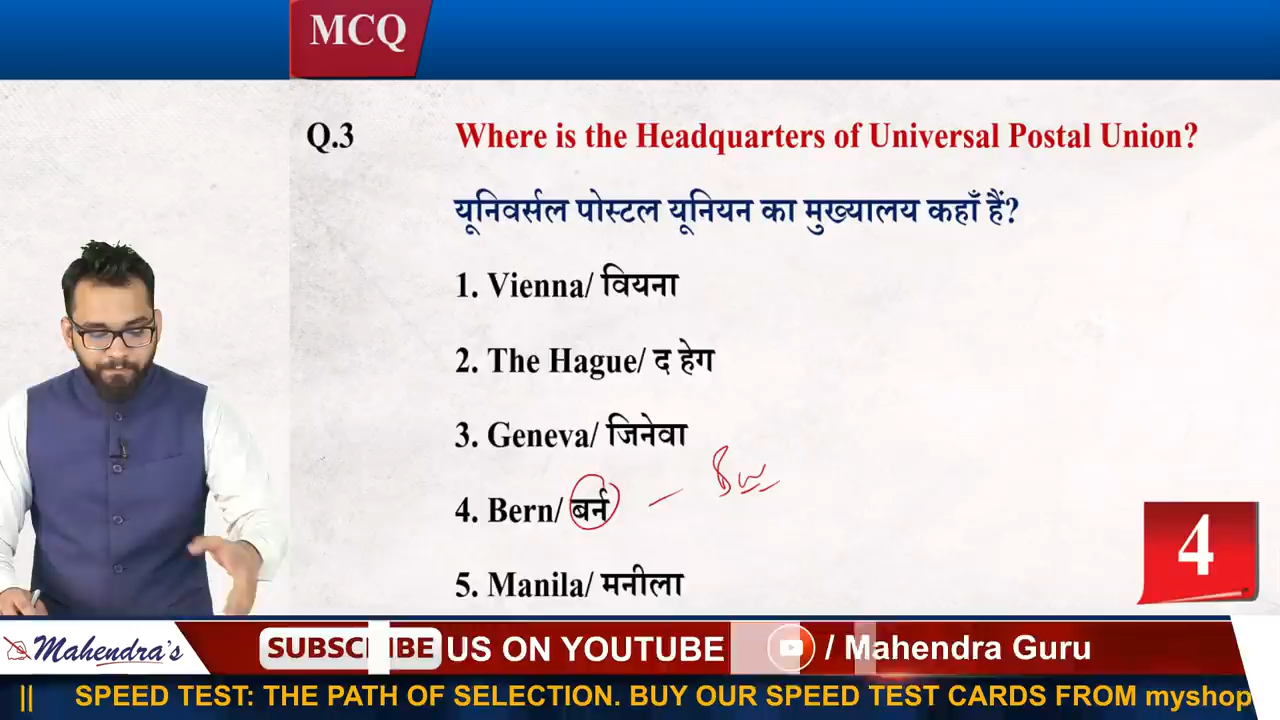 MCQ
Q.3 Where is the Headquarters of Universal Postal Union?
यूनिवर्सल पोस्टल यूनियन का मुख्यालय कहाँ हैं?
1. Vienna/ वियना
2. The Hague/ द हेग
3. Geneva/ जिनेवा
4. Bern/ बर्न
5. Manila/ मनीला
4
Mahendra's SUBSCRIBE US ON YOUTUBE / Mahendra Guru
|| SPEED TEST: THE PATH OF SELECTION. BUY OUR SPEED TEST CARDS FROM myshop